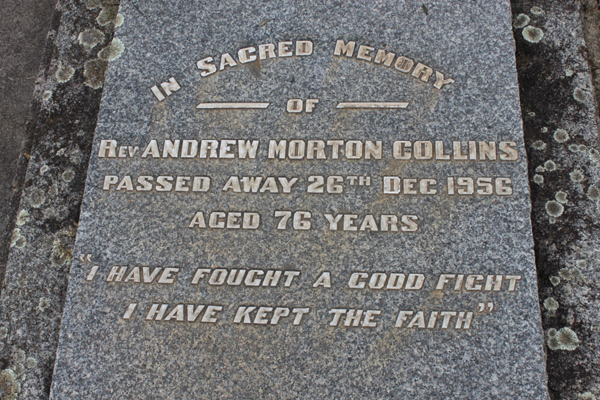 IN SACRED MEMORY
OF
REV ANDREW MORTON COLLINS
PASSED AWAY 26TH DEC 1956
AGED 76 YEARS
"I HAVE FOUGHT A GOOD FIGHT
I HAVE KEPT THE FAITH"